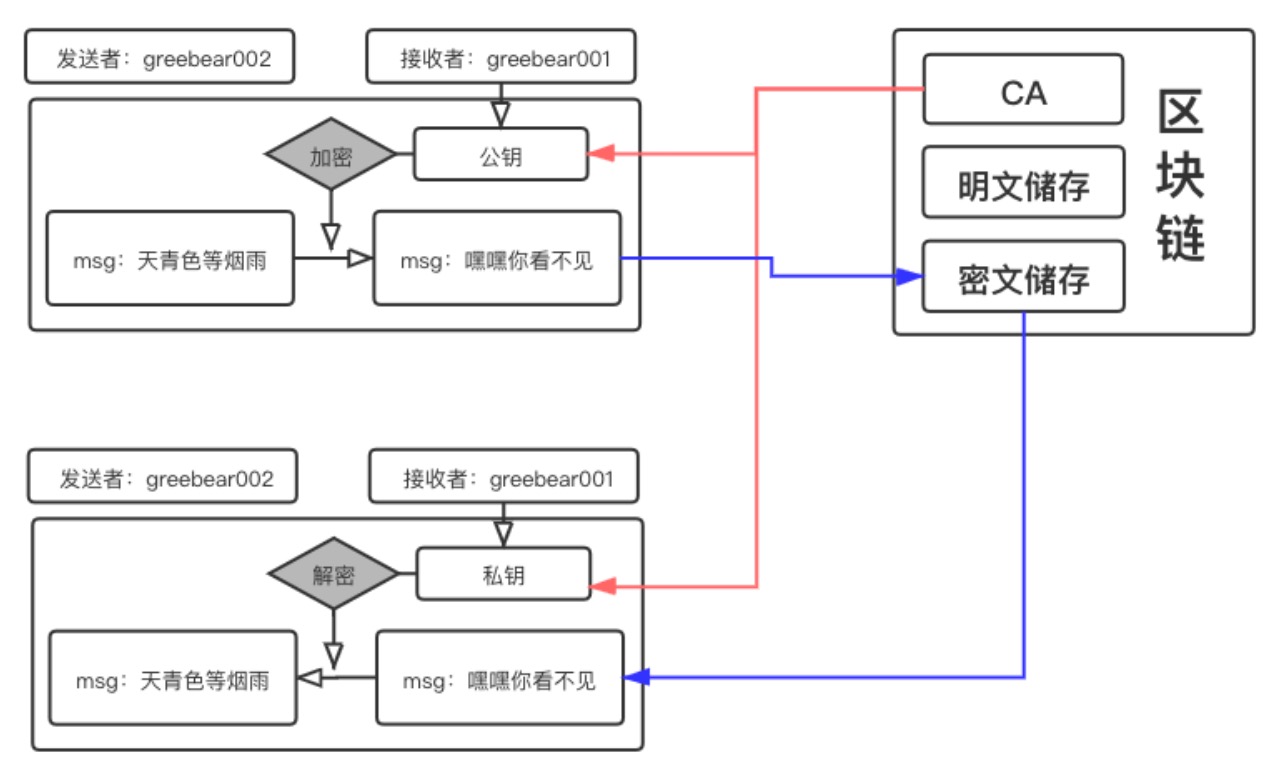 发送者：greebear002
接收者：greebear001
加密
公钥
msg：天青色等烟雨
msg：嘿嘿你看不见
CA
明文储存
密文储存
区块链
发送者：greebear002
接收者：greebear001
解密
私钥
msg：天青色等烟雨
msg：嘿嘿你看不见